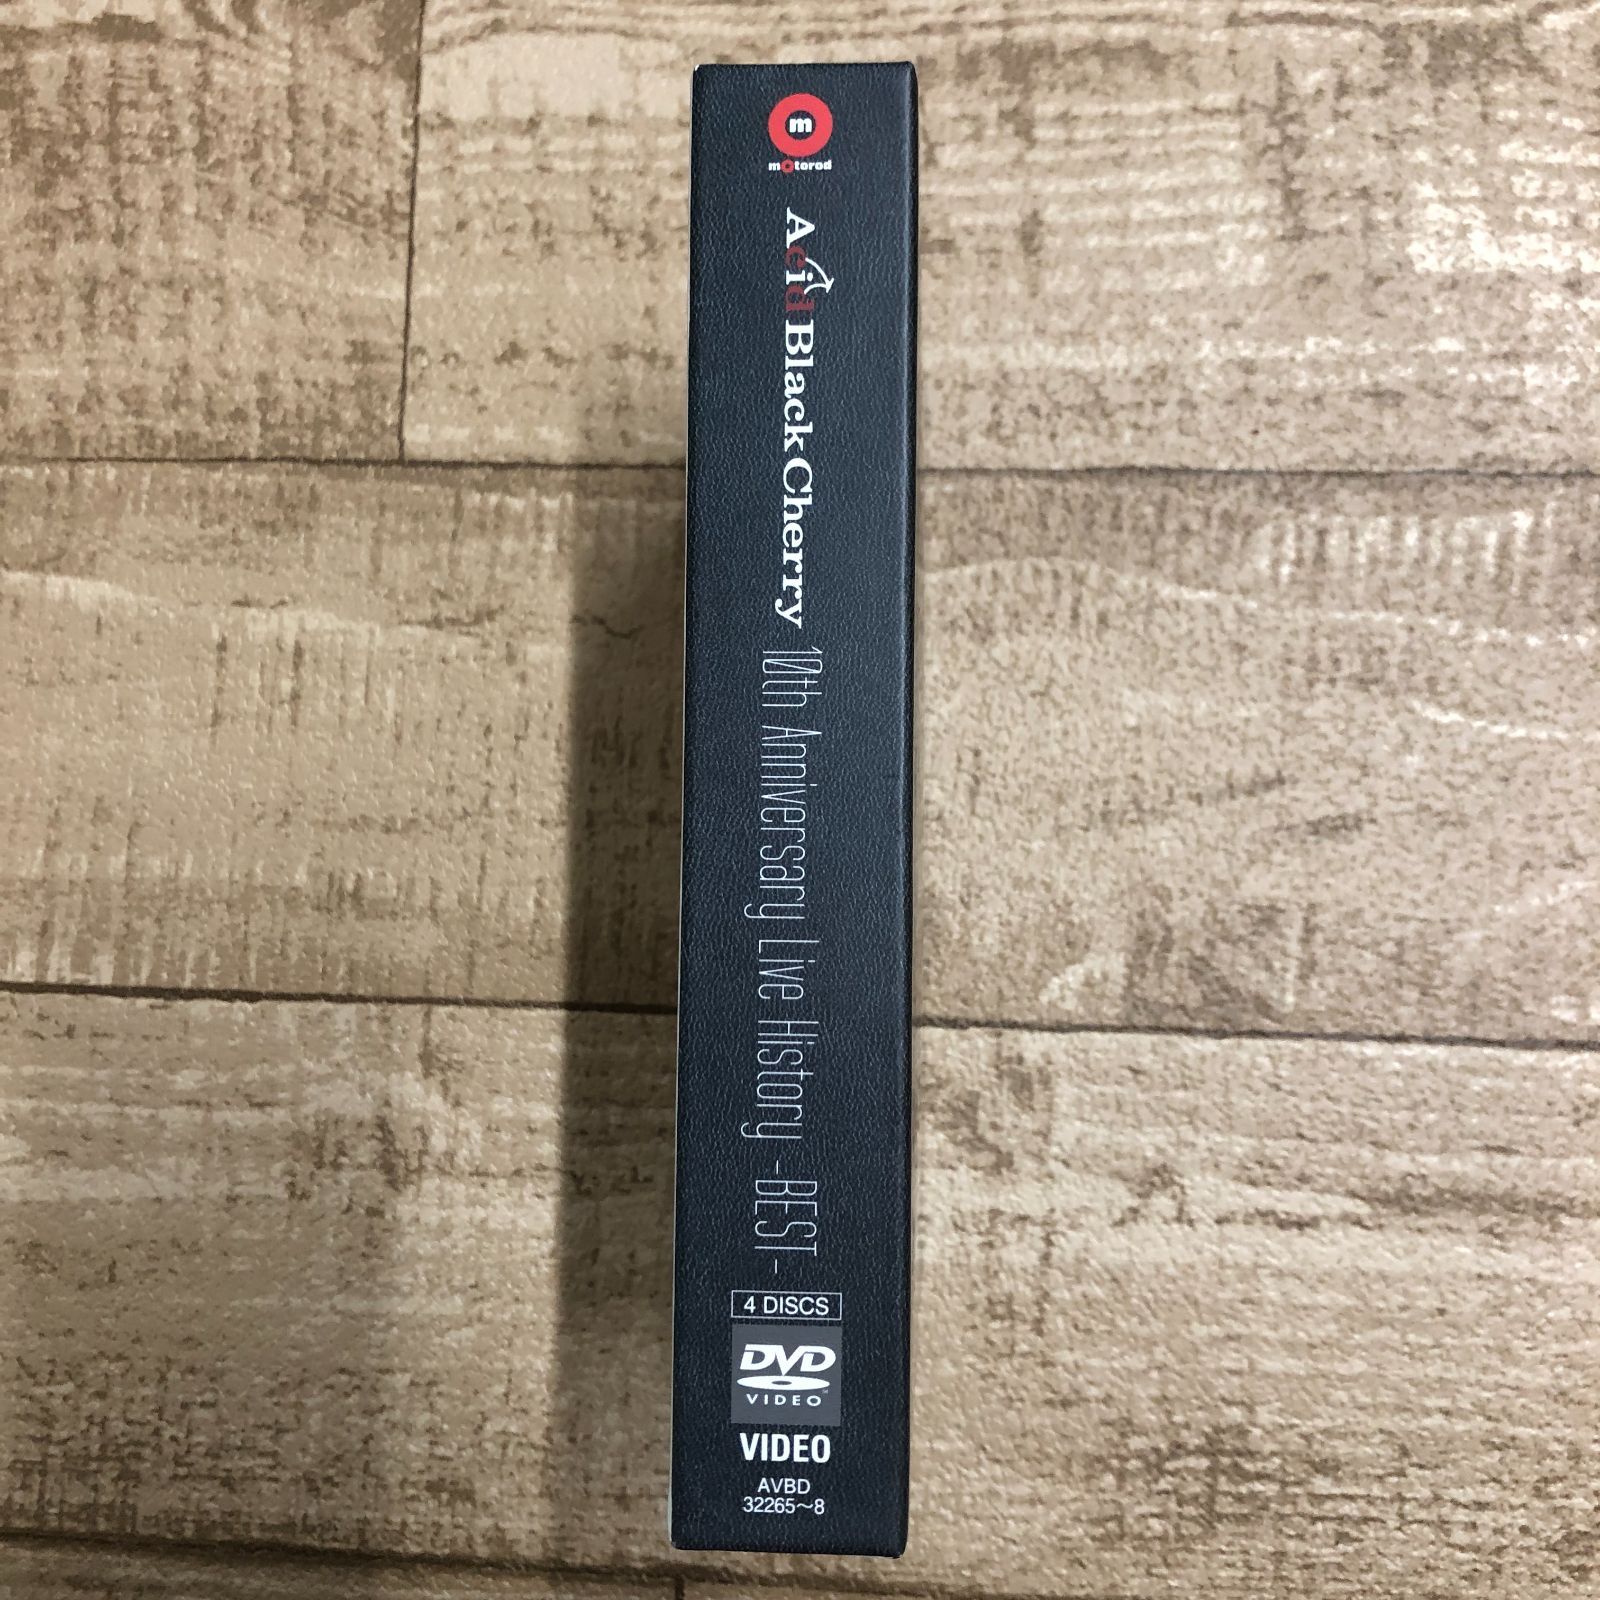 m
motorod
Acid Black Cherry
10th Anniversary Live History -BEST-
4 DISCS
DVD
VIDEO
VIDEO
AVBD
32265～8